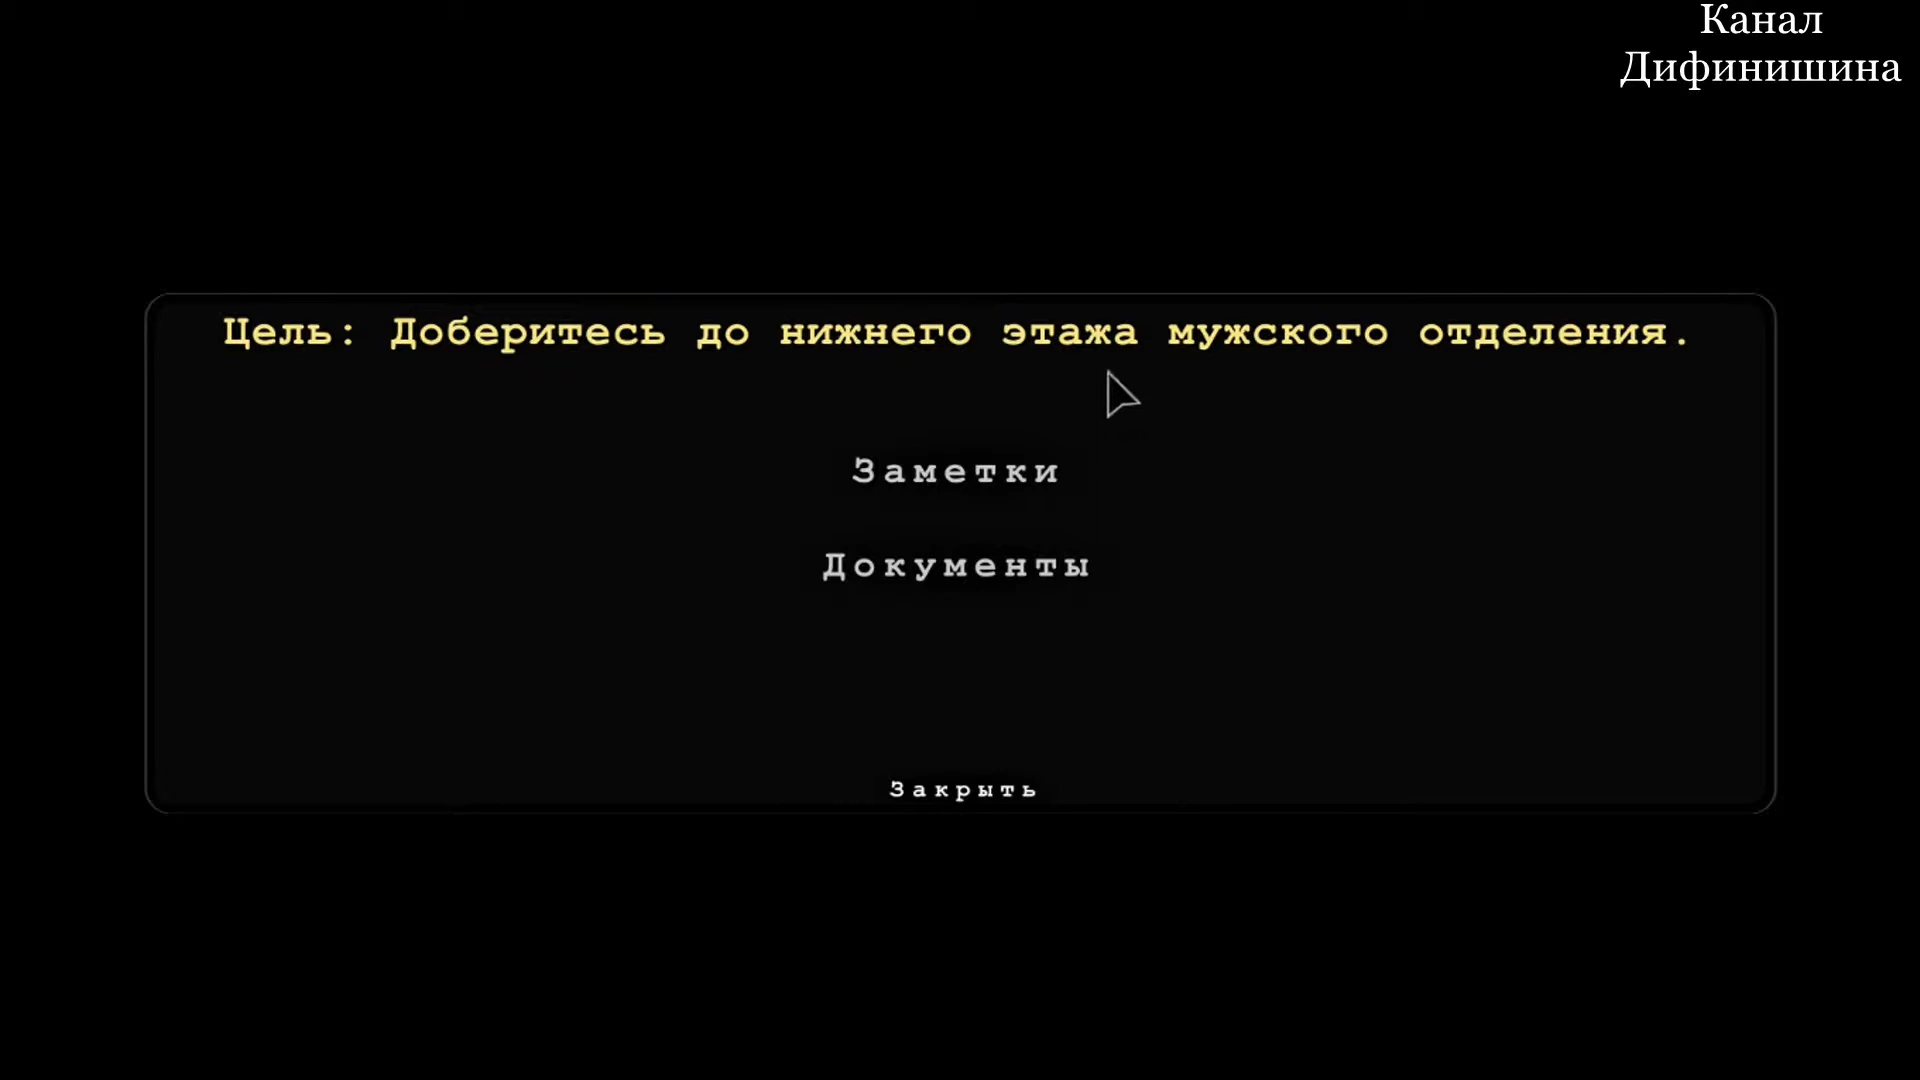 Канал
Дифинишина
Цель: Доберитесь до нижнего этажа мужского отделения.
Заметки
Документы
Закрыть